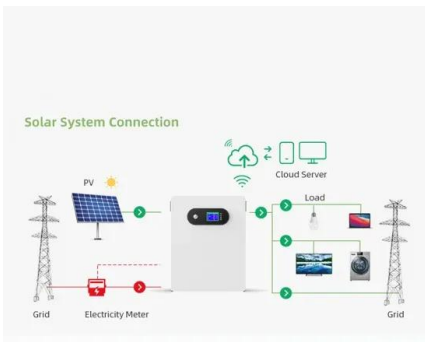 Solar System Connection
Cloud Server
PV
Load
Grid
Electricity Meter
Grid